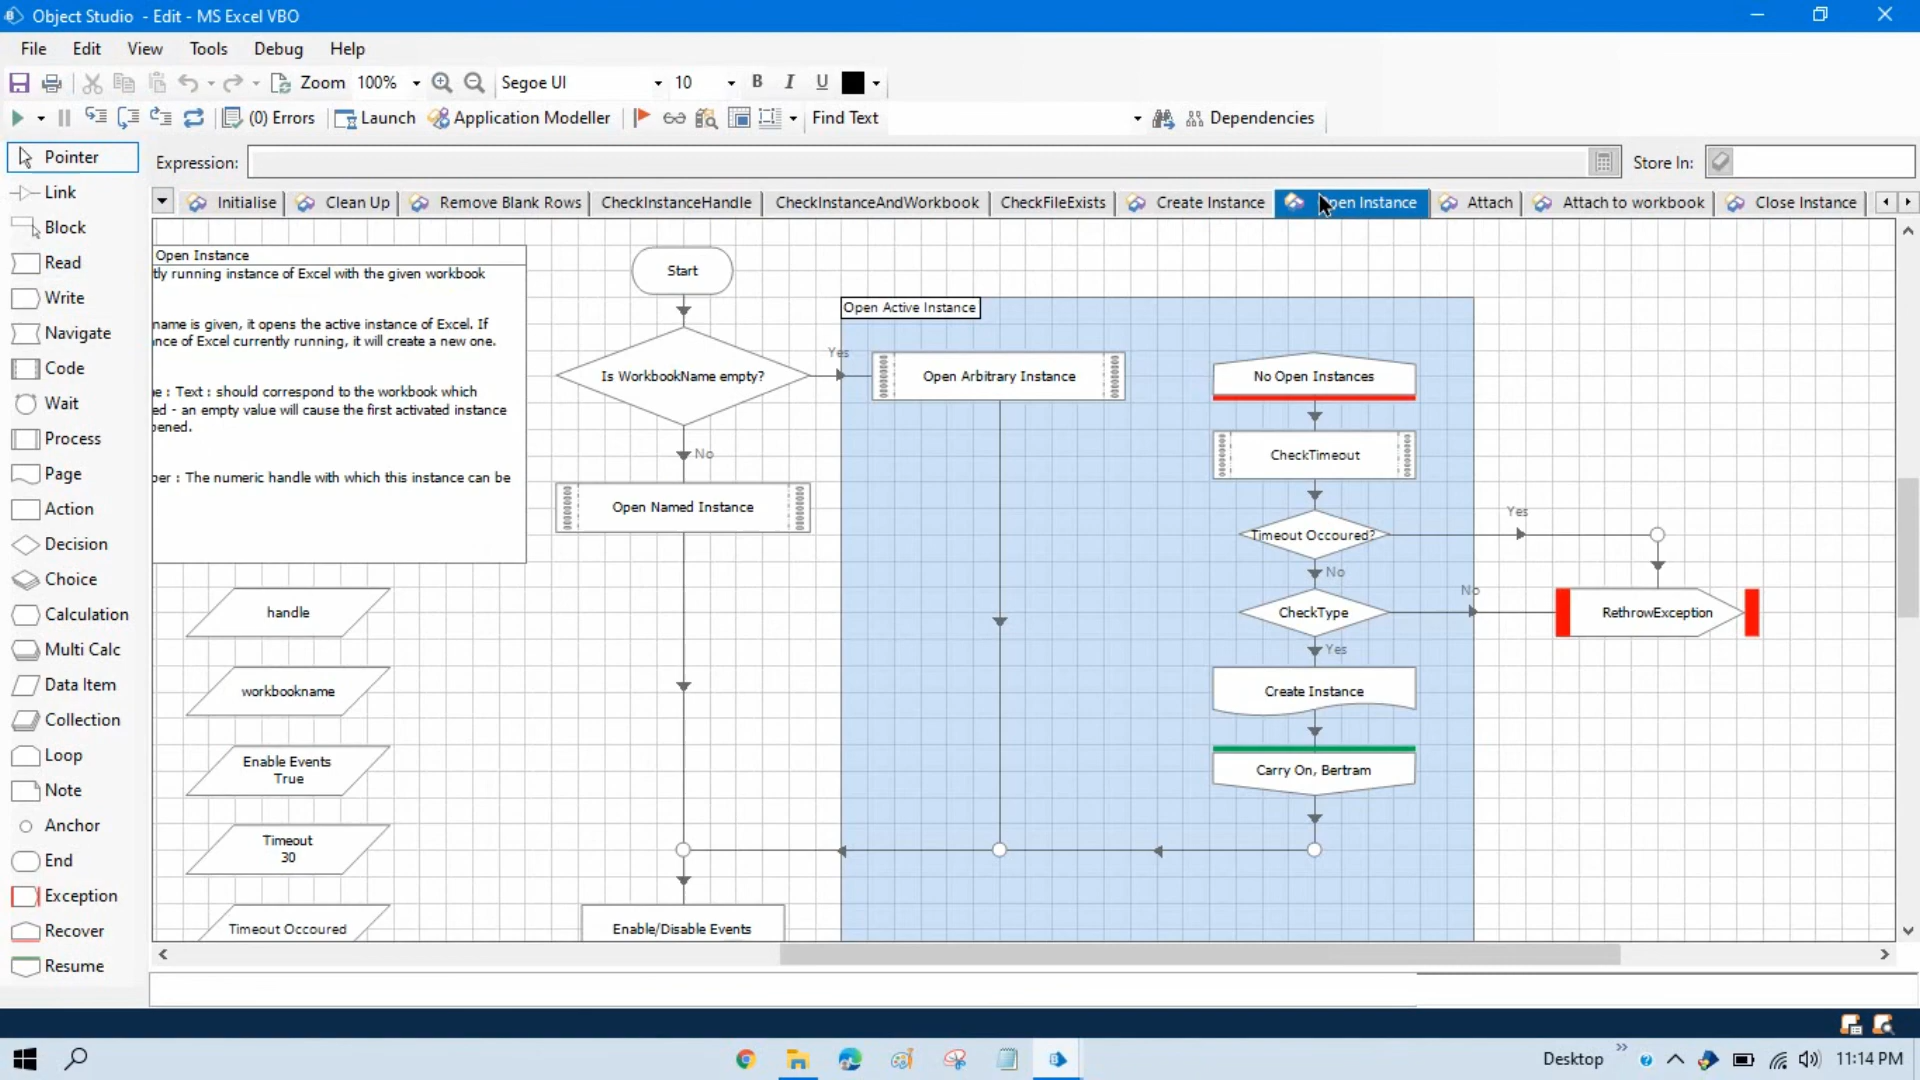 Object Studio - Edit - MS Excel VBO
File Edit View Tools Debug Help
Zoom 100% Segoe UI 10 B I U
(0) Errors Launch Application Modeller Find Text Dependencies
Pointer
Link
Block
Read
Write
Navigate
Code
Wait
Process
Page
Action
Decision
Choice
Calculation
Multi Calc
Data Item
Collection
Loop
Note
Anchor
End
Exception
Recover
Resume
Expression:
Store In:
Initialise Clean Up Remove Blank Rows CheckInstanceHandle CheckInstanceAndWorkbook CheckFileExists Create Instance Open Instance Attach Attach to workbook Close Instance
Open Instance
tly running instance of Excel with the given workbook
name is given, it opens the active instance of Excel. If
nce of Excel currently running, it will create a new one.
e : Text : should correspond to the workbook which
ed - an empty value will cause the first activated instance
ened.
ber : The numeric handle with which this instance can be
handle
workbookname
Enable Events
True
Timeout
30
Timeout Occoured
Start
Is WorkbookName empty?
Yes
No
Open Named Instance
Enable/Disable Events
Open Active Instance
Open Arbitrary Instance
No Open Instances
CheckTimeout
Timeout Occoured?
Yes
No
CheckType
No
Yes
RethrowException
Create Instance
Carry On, Bertram
Desktop
11:14 PM